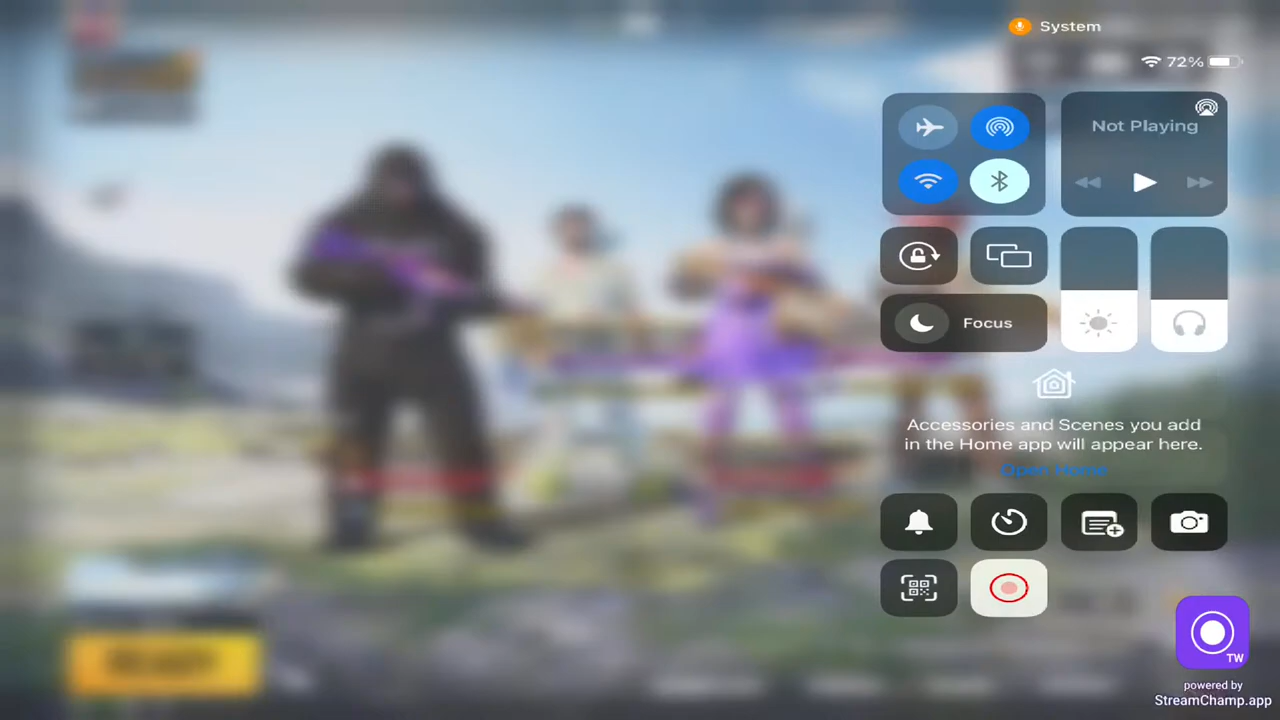 System
72%
Not Playing
Focus
Accessories and Scenes you add
in the Home app will appear here.
Open Home
TW
powered by
StreamChamp.app